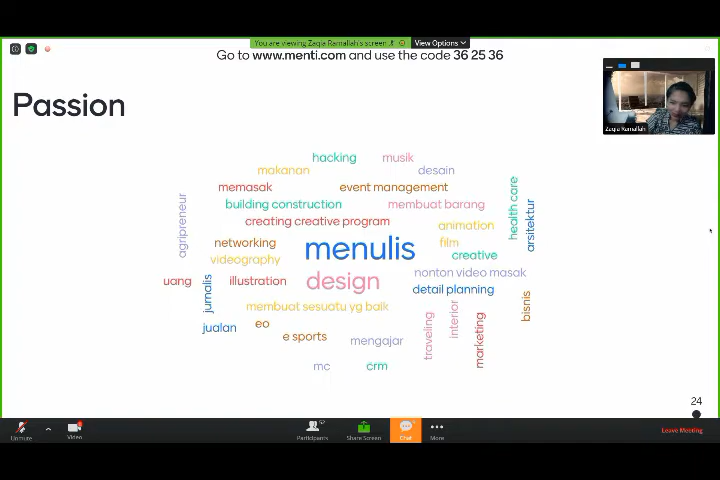 You are viewing Zaqia Ramallah's screen
View Options
Go to www.menti.com and use the code 36 25 36
Passion
Zaqia Ramallah
hacking
musik
makanan
desain
memasak
event management
building construction
membuat barang
health care
agripreneur
creating creative program
animation
arsitektur
networking
menulis
film
videography
creative
nonton video masak
uang
jurnalis
illustration
design
detail planning
membuat sesuatu yg baik
bisnis
jualan
eo
e sports
mengajar
traveling
interior
marketing
mc
crm
24
Unmute
Video
Participants
Share Screen
Chat
More
Leave Meeting